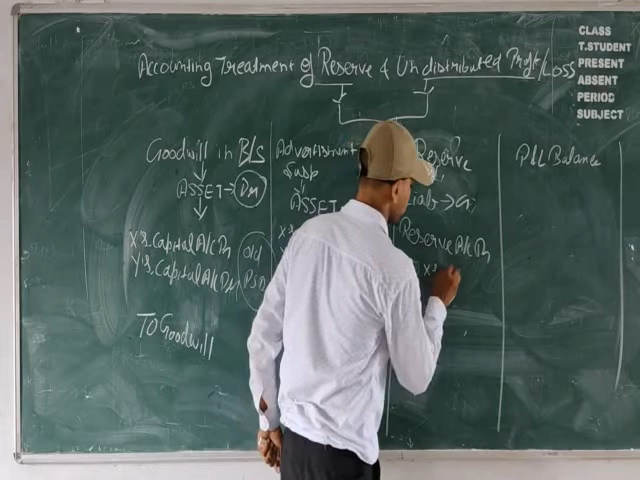 Accounting Treatment of Reserve & Undistributed Profit/Loss
CLASS
T.STUDENT
PRESENT
ABSENT
PERIOD
SUBJECT
Goodwill in B/S
ASSET → Dr
X's Capital A/c Dr
Y's Capital A/c Dr
old
To Goodwill
Advertisement
Susp
ASSET
Reserve
Reserve A/c Dr
P&L Balance